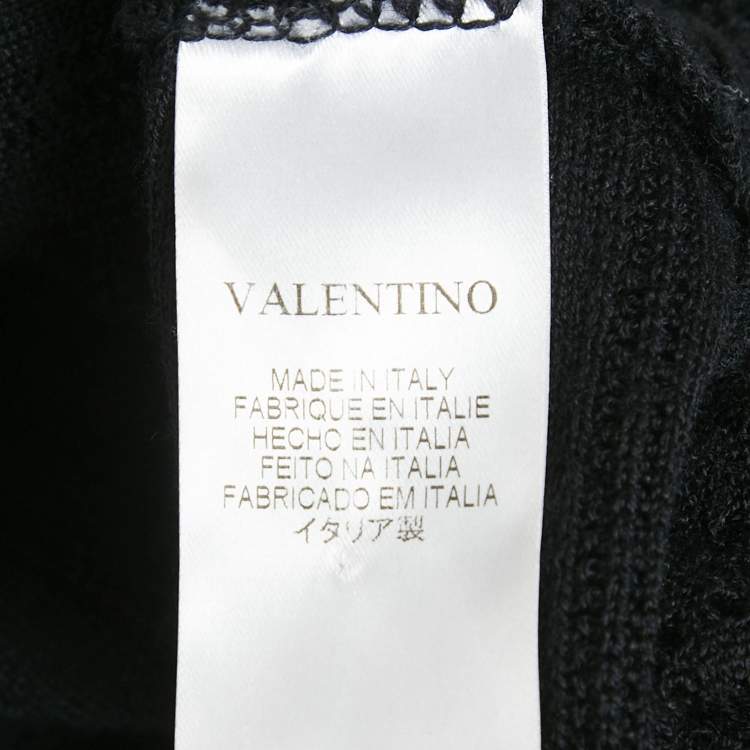 VALENTINO
MADE IN ITALY
FABRIQUE EN ITALIE
HECHO EN ITALIA
FEITO NA ITALIA
FABRICADO EM ITALIA
イタリア製